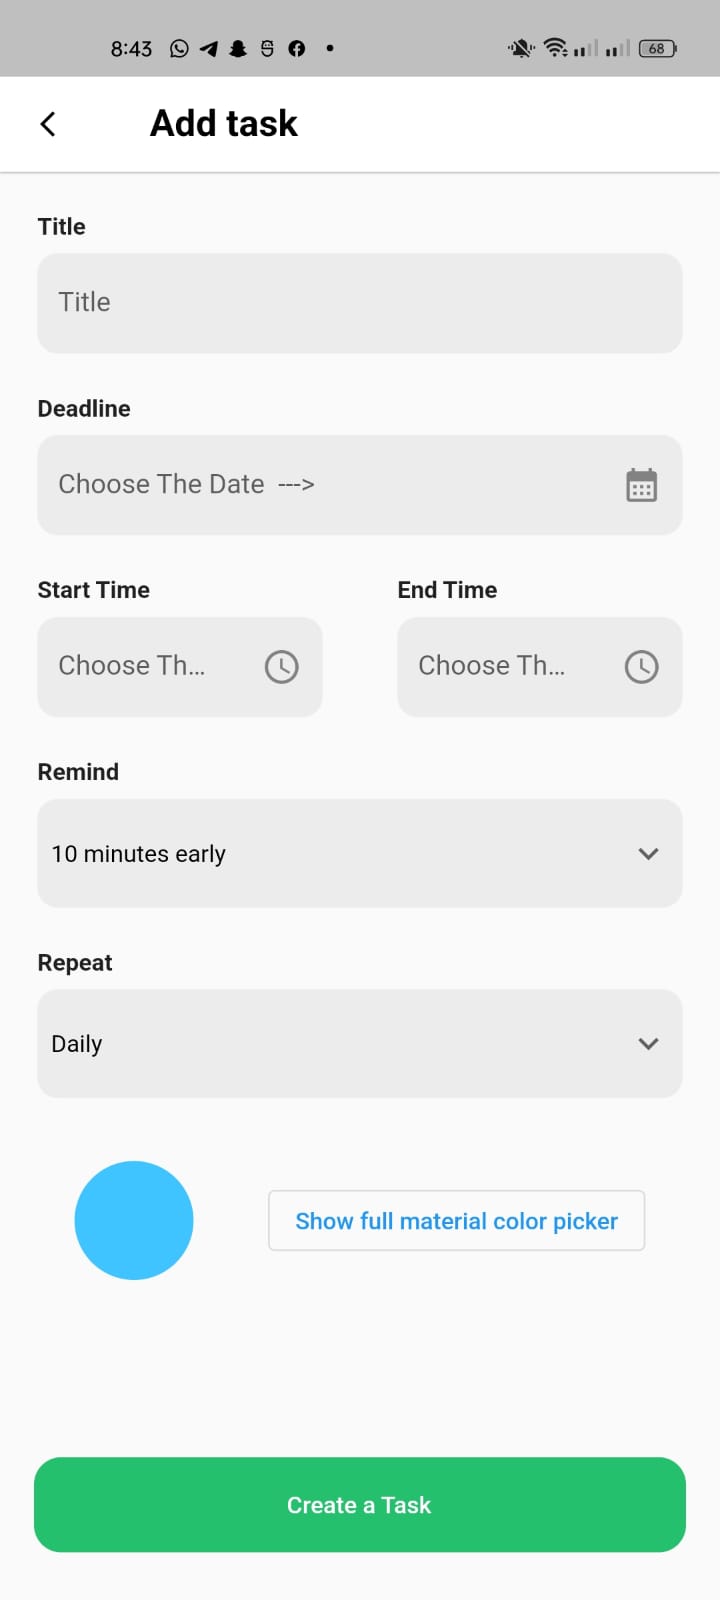 8:43
68
Add task
Title
Title
Deadline
Choose The Date --->
Start Time End Time
Choose Th... Choose Th...
Remind
10 minutes early
Repeat
Daily
Show full material color picker
Create a Task